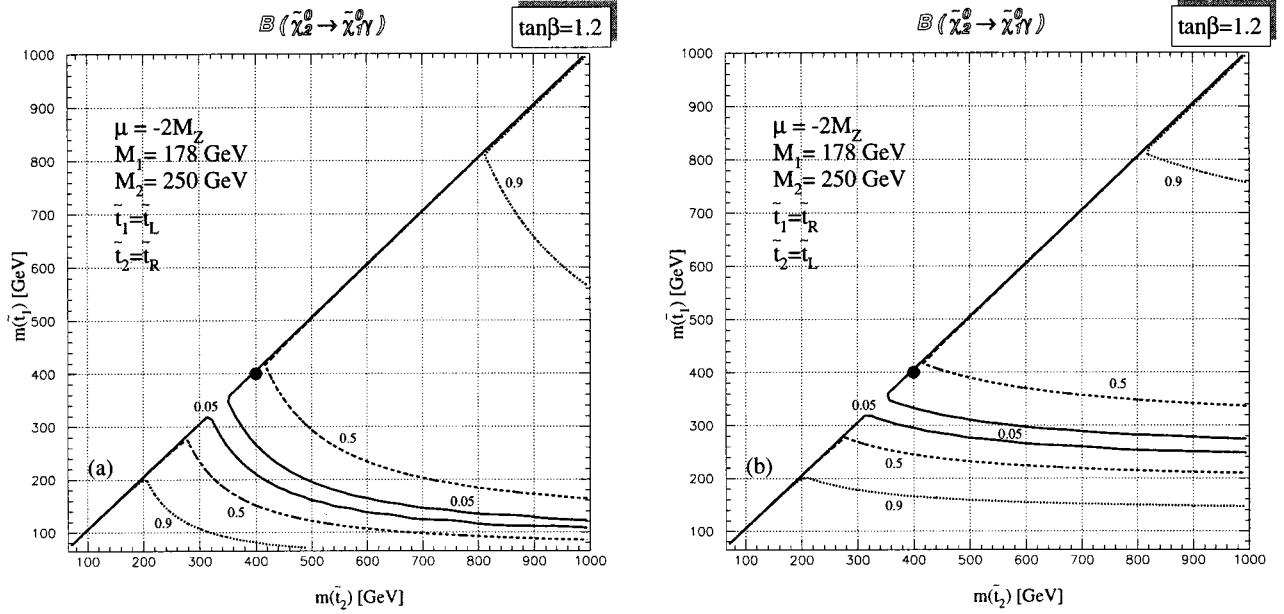 B ( χ̃⁰₂ → χ̃⁰₁ γ )
tanβ=1.2
μ = -2M_Z
M₁= 178 GeV
M₂= 250 GeV
t̃₁=t̃_L
t̃₂=t̃_R
0.9
0.05
0.5
(a)
0.05
0.5
0.9
1000
900
800
700
600
500
400
300
200
100
m(t̃₁) [GeV]
100 200 300 400 500 600 700 800 900 1000
m(t̃₂) [GeV]
B ( χ̃⁰₂ → χ̃⁰₁ γ )
tanβ=1.2
μ = -2M_Z
M₁= 178 GeV
M₂= 250 GeV
t̃₁=t̃_R
t̃₂=t̃_L
0.9
0.5
0.05
0.05
(b)
0.5
0.9
1000
900
800
700
600
500
400
300
200
100
m(t̃₁) [GeV]
100 200 300 400 500 600 700 800 900 1000
m(t̃₂) [GeV]